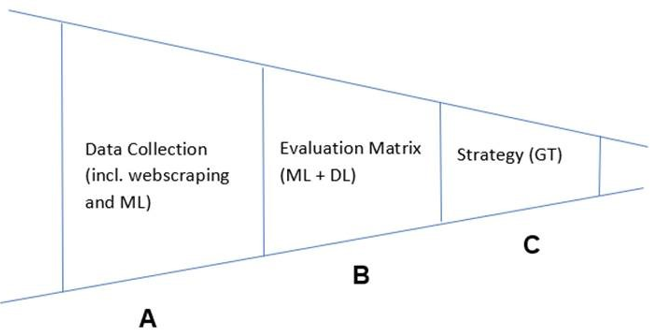 Data Collection
(incl. webscraping
and ML)
Evaluation Matrix
(ML + DL)
Strategy (GT)
A
B
C